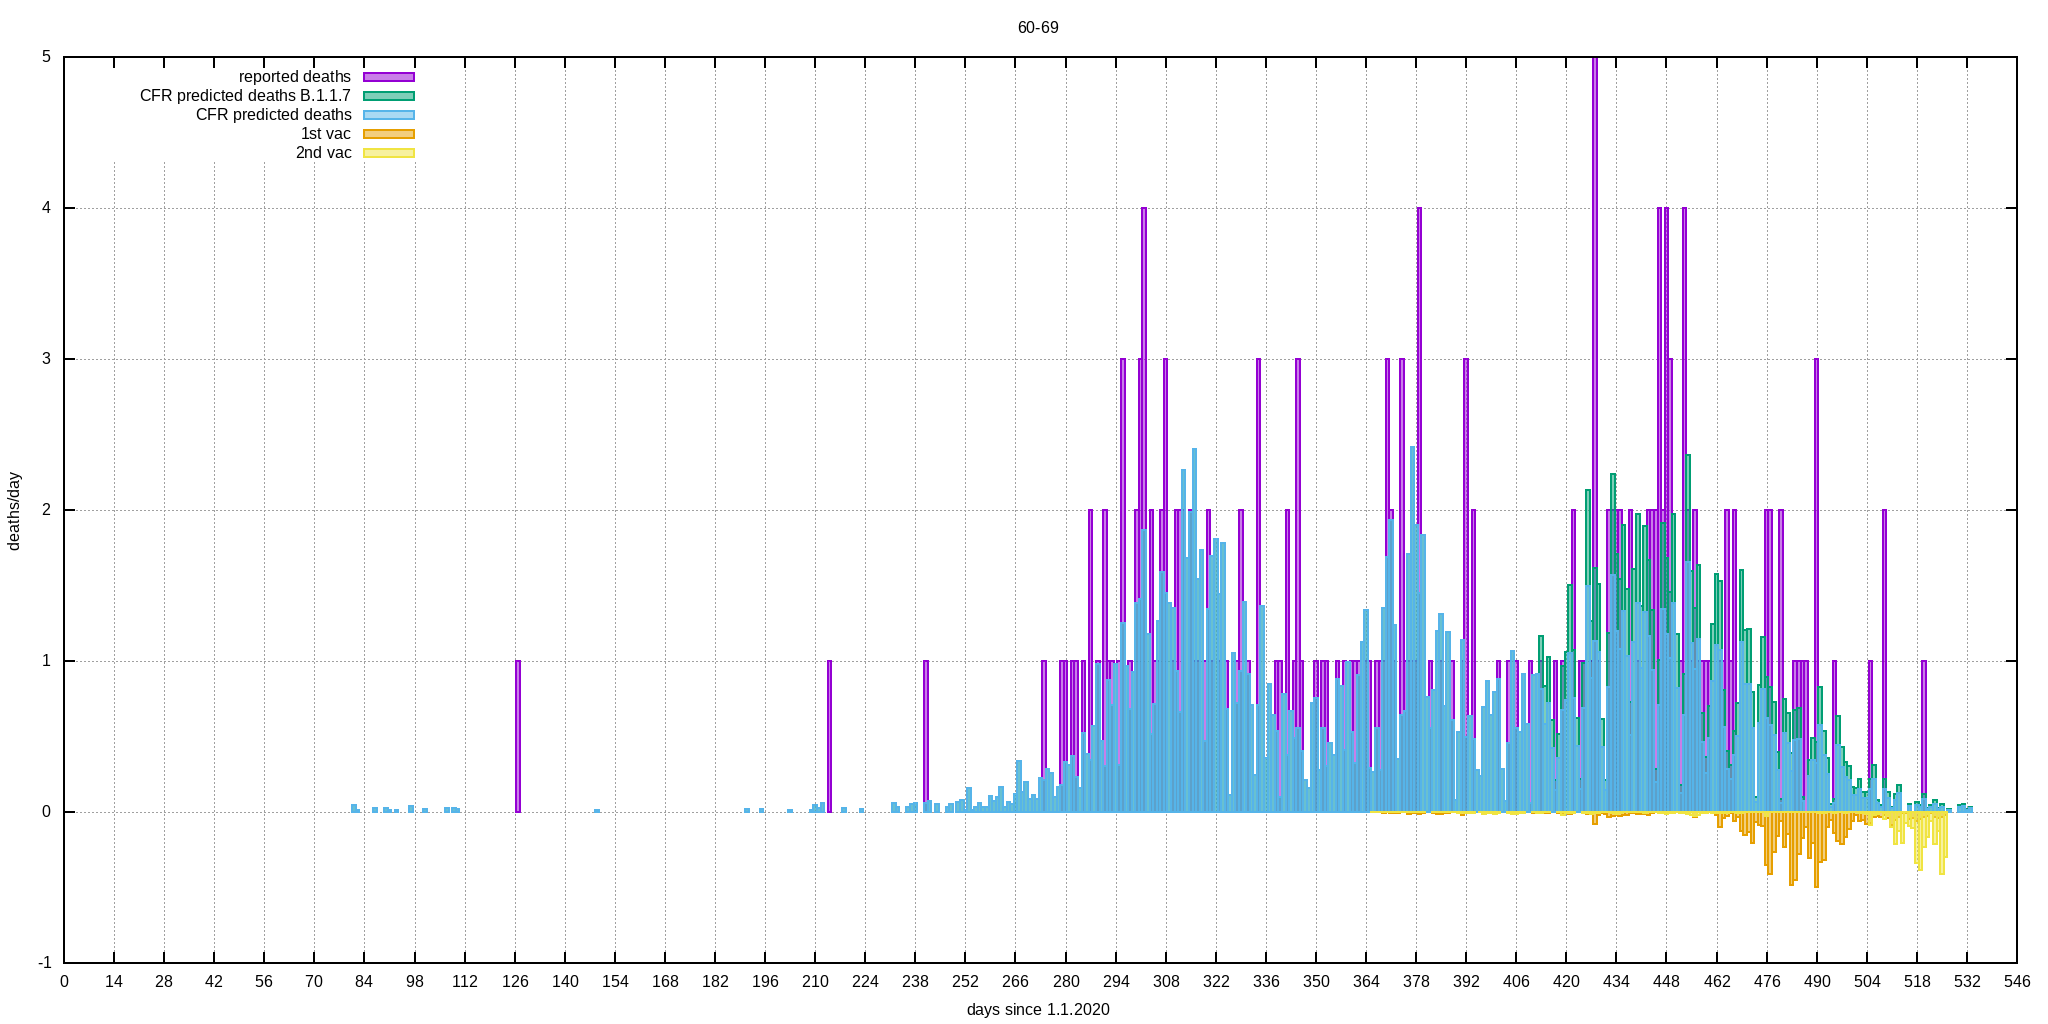 60-69
5
4
3
2
1
0
-1
deaths/day
reported deaths
CFR predicted deaths B.1.1.7
CFR predicted deaths
1st vac
2nd vac
0 14 28 42 56 70 84 98 112 126 140 154 168 182 196 210 224 238 252 266 280 294 308 322 336 350 364 378 392 406 420 434 448 462 476 490 504 518 532 546
days since 1.1.2020